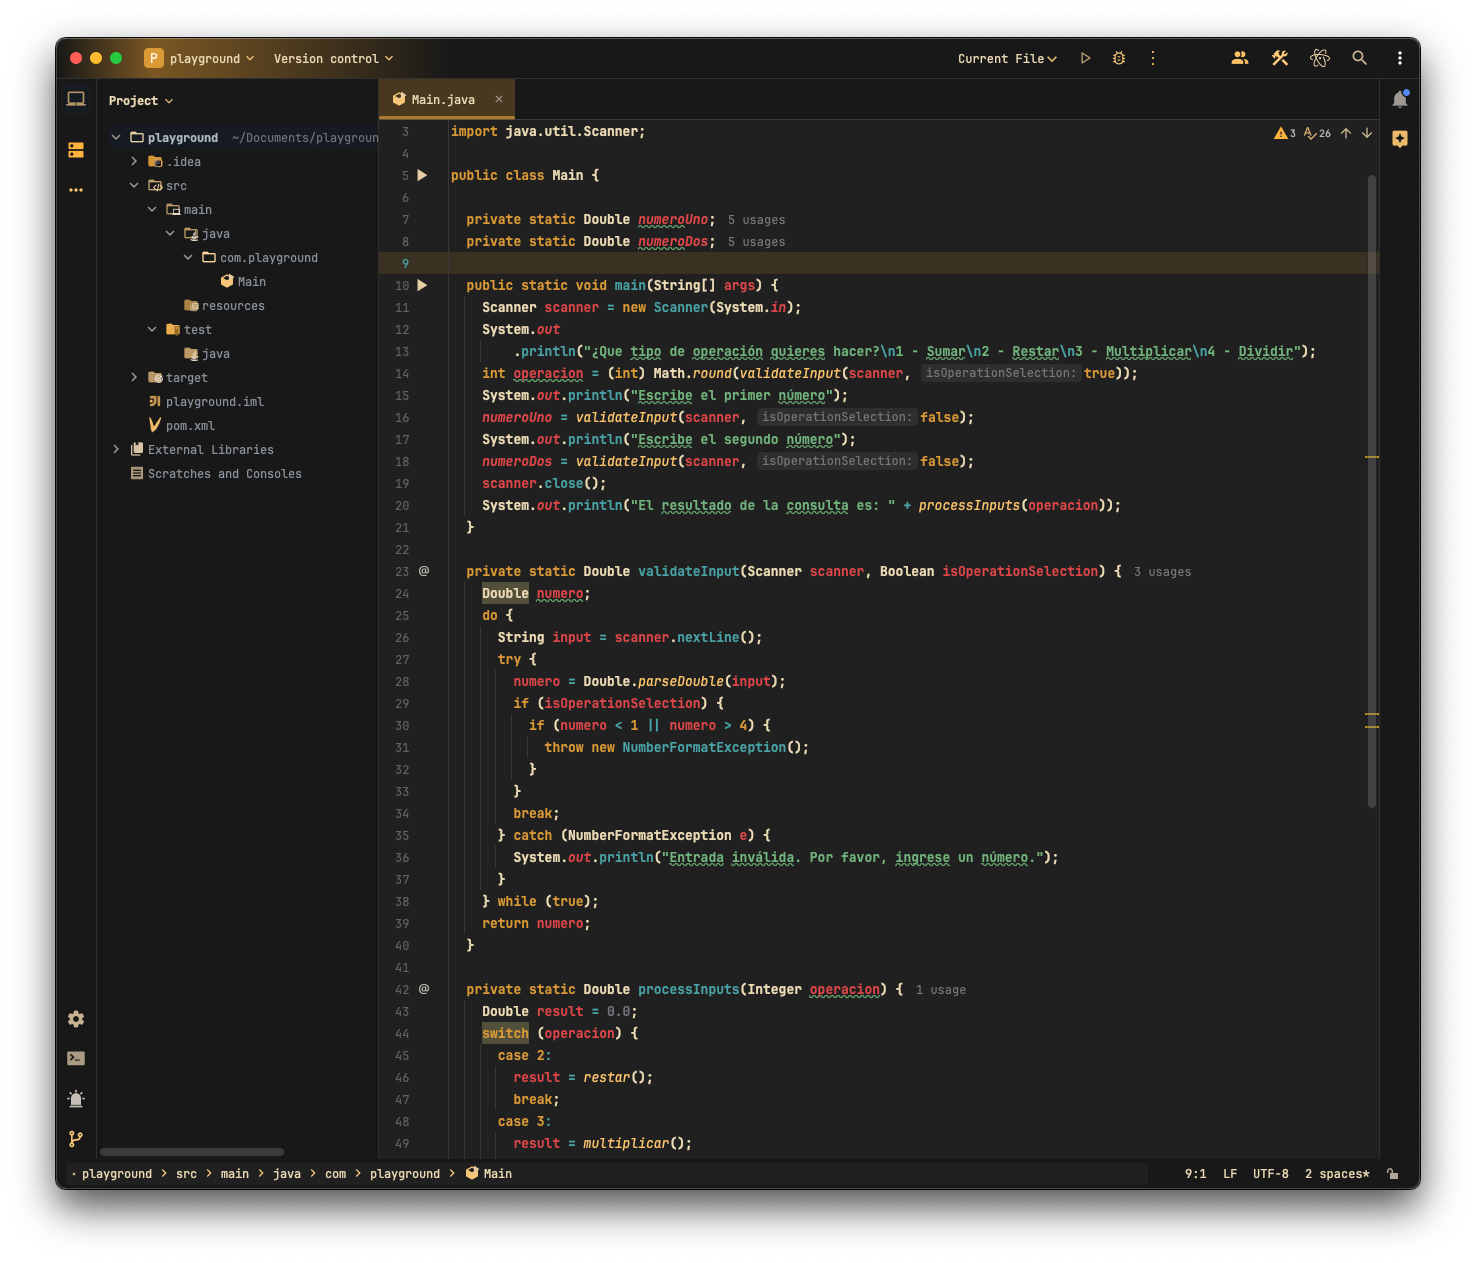 P playground Version control Current File
Project
Main.java
3 26
playground ~/Documents/playgroun
.idea
src
main
java
com.playground
Main
resources
test
java
target
playground.iml
pom.xml
External Libraries
Scratches and Consoles
3 import java.util.Scanner;
4
5 public class Main {
6
7 private static Double numeroUno; 5 usages
8 private static Double numeroDos; 5 usages
9
10 public static void main(String[] args) {
11 Scanner scanner = new Scanner(System.in);
12 System.out
13 .println("¿Que tipo de operación quieres hacer?\n1 - Sumar\n2 - Restar\n3 - Multiplicar\n4 - Dividir");
14 int operacion = (int) Math.round(validateInput(scanner, isOperationSelection: true));
15 System.out.println("Escribe el primer número");
16 numeroUno = validateInput(scanner, isOperationSelection: false);
17 System.out.println("Escribe el segundo número");
18 numeroDos = validateInput(scanner, isOperationSelection: false);
19 scanner.close();
20 System.out.println("El resultado de la consulta es: " + processInputs(operacion));
21 }
22
23 @ private static Double validateInput(Scanner scanner, Boolean isOperationSelection) { 3 usages
24 Double numero;
25 do {
26 String input = scanner.nextLine();
27 try {
28 numero = Double.parseDouble(input);
29 if (isOperationSelection) {
30 if (numero < 1 || numero > 4) {
31 throw new NumberFormatException();
32 }
33 }
34 break;
35 } catch (NumberFormatException e) {
36 System.out.println("Entrada inválida. Por favor, ingrese un número.");
37 }
38 } while (true);
39 return numero;
40 }
41
42 @ private static Double processInputs(Integer operacion) { 1 usage
43 Double result = 0.0;
44 switch (operacion) {
45 case 2:
46 result = restar();
47 break;
48 case 3:
49 result = multiplicar();
playground > src > main > java > com > playground > Main 9:1 LF UTF-8 2 spaces*